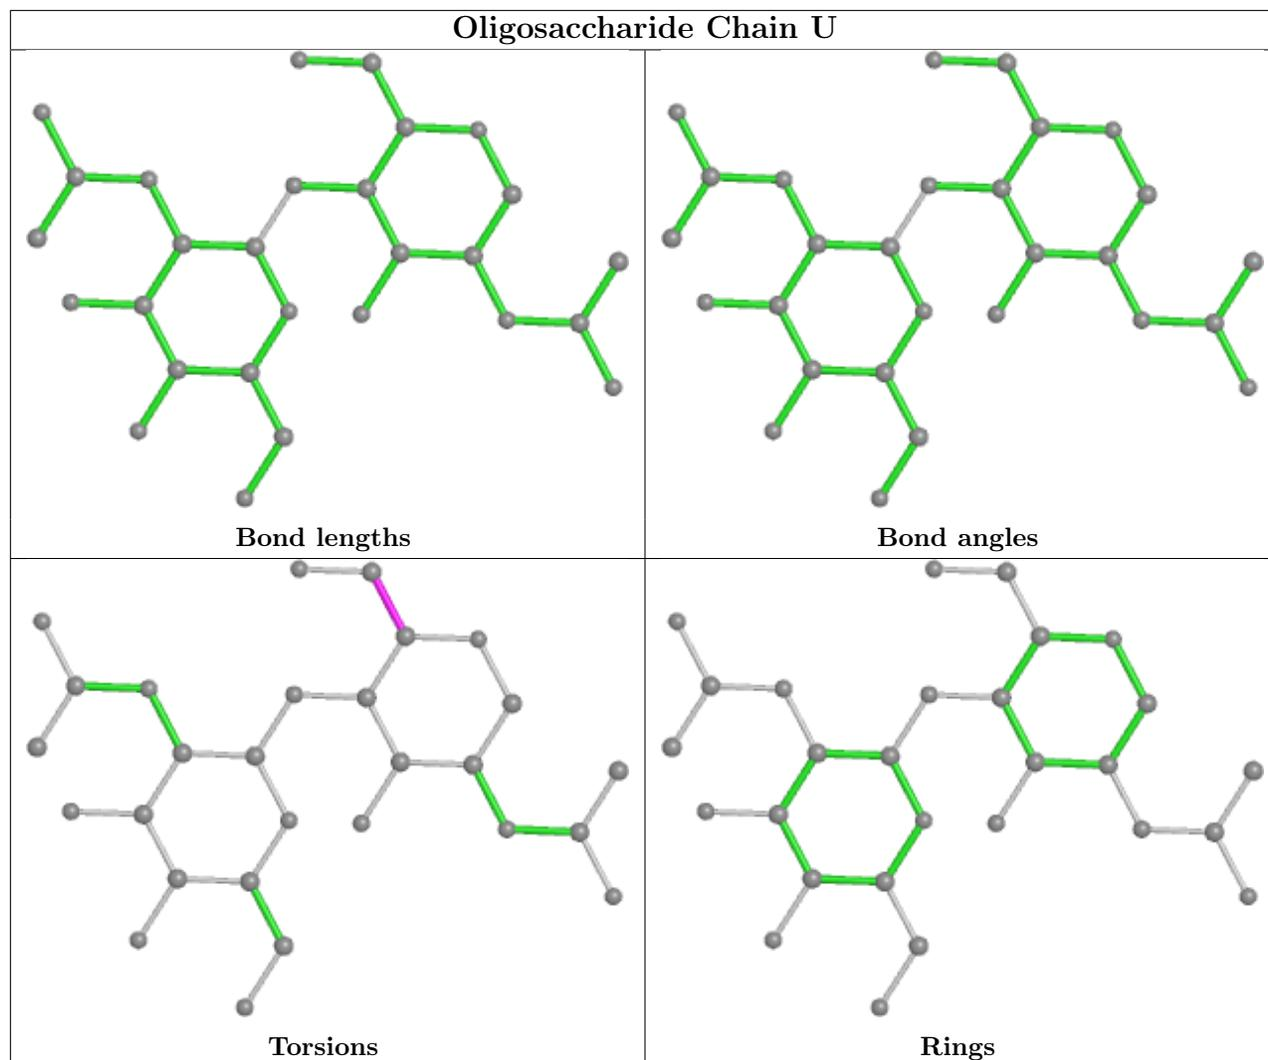 Oligosaccharide Chain U
Bond lengths
Bond angles
Torsions
Rings